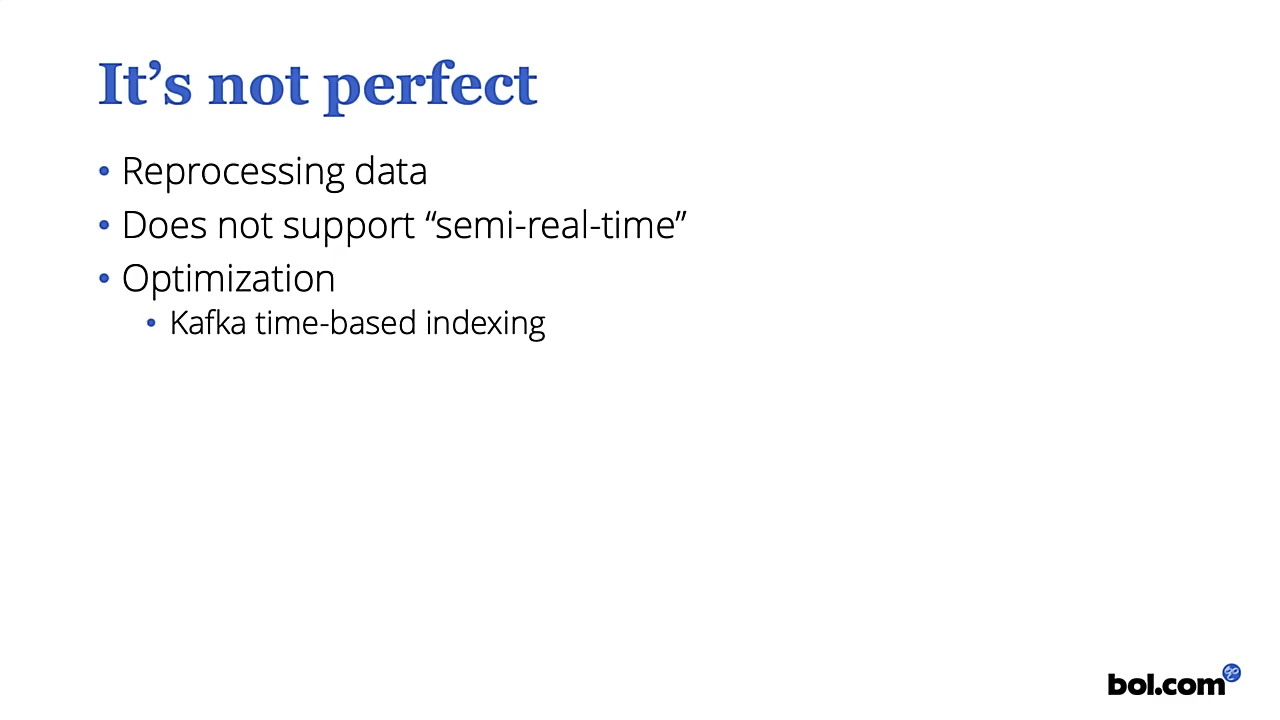 It’s not perfect
• Reprocessing data
• Does not support “semi-real-time”
• Optimization
• Kafka time-based indexing
bol.com